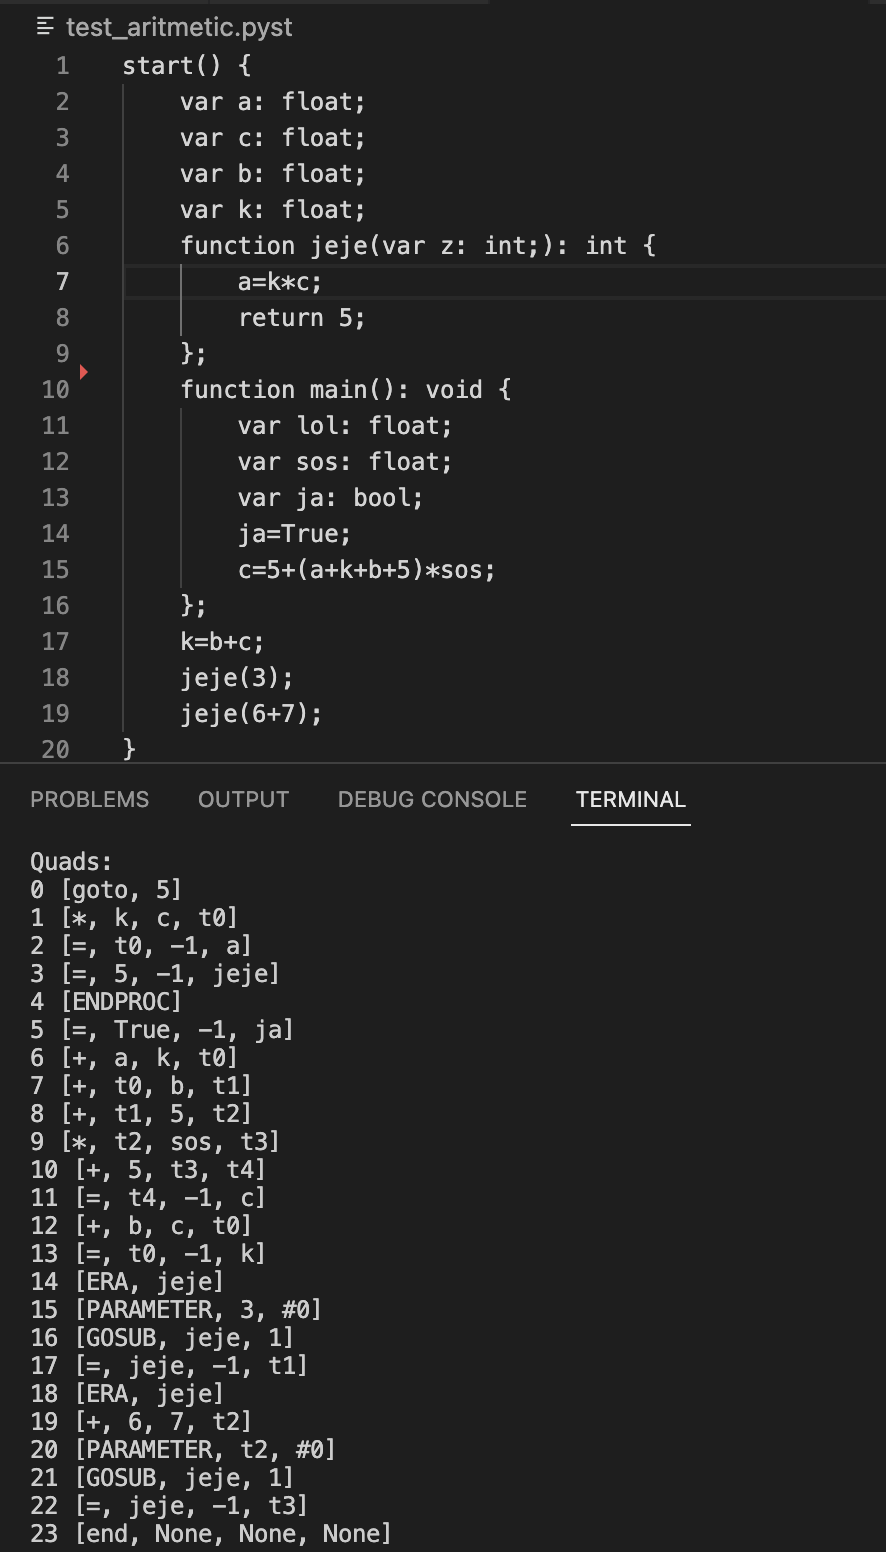 test_aritmetic.pyst
1 start() {
2 var a: float;
3 var c: float;
4 var b: float;
5 var k: float;
6 function jeje(var z: int;): int {
7 a=k*c;
8 return 5;
9 };
10 function main(): void {
11 var lol: float;
12 var sos: float;
13 var ja: bool;
14 ja=True;
15 c=5+(a+k+b+5)*sos;
16 };
17 k=b+c;
18 jeje(3);
19 jeje(6+7);
20 }
PROBLEMS OUTPUT DEBUG CONSOLE TERMINAL
Quads:
0 [goto, 5]
1 [*, k, c, t0]
2 [=, t0, -1, a]
3 [=, 5, -1, jeje]
4 [ENDPROC]
5 [=, True, -1, ja]
6 [+, a, k, t0]
7 [+, t0, b, t1]
8 [+, t1, 5, t2]
9 [*, t2, sos, t3]
10 [+, 5, t3, t4]
11 [=, t4, -1, c]
12 [+, b, c, t0]
13 [=, t0, -1, k]
14 [ERA, jeje]
15 [PARAMETER, 3, #0]
16 [GOSUB, jeje, 1]
17 [=, jeje, -1, t1]
18 [ERA, jeje]
19 [+, 6, 7, t2]
20 [PARAMETER, t2, #0]
21 [GOSUB, jeje, 1]
22 [=, jeje, -1, t3]
23 [end, None, None, None]